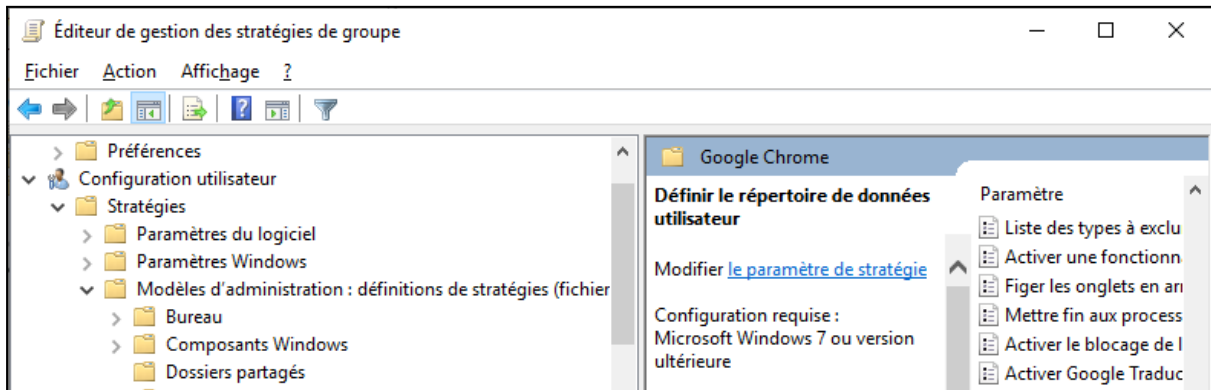 Éditeur de gestion des stratégies de groupe
Fichier Action Affichage ?
Préférences
Configuration utilisateur
Stratégies
Paramètres du logiciel
Paramètres Windows
Modèles d'administration : définitions de stratégies (fichier
Bureau
Composants Windows
Dossiers partagés
Google Chrome
Définir le répertoire de données
utilisateur
Modifier le paramètre de stratégie
Configuration requise :
Microsoft Windows 7 ou version
ultérieure
Paramètre
Liste des types à exclu
Activer une fonctionn
Figer les onglets en arr
Mettre fin aux process
Activer le blocage de l
Activer Google Traduc